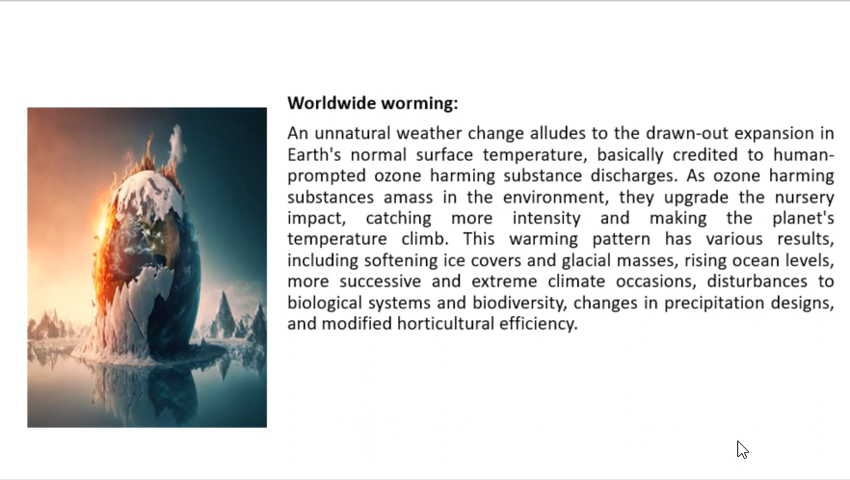 Worldwide worming:
An unnatural weather change alludes to the drawn-out expansion in
Earth's normal surface temperature, basically credited to human-
prompted ozone harming substance discharges. As ozone harming
substances amass in the environment, they upgrade the nursery
impact, catching more intensity and making the planet's
temperature climb. This warming pattern has various results,
including softening ice covers and glacial masses, rising ocean levels,
more successive and extreme climate occasions, disturbances to
biological systems and biodiversity, changes in precipitation designs,
and modified horticultural efficiency.